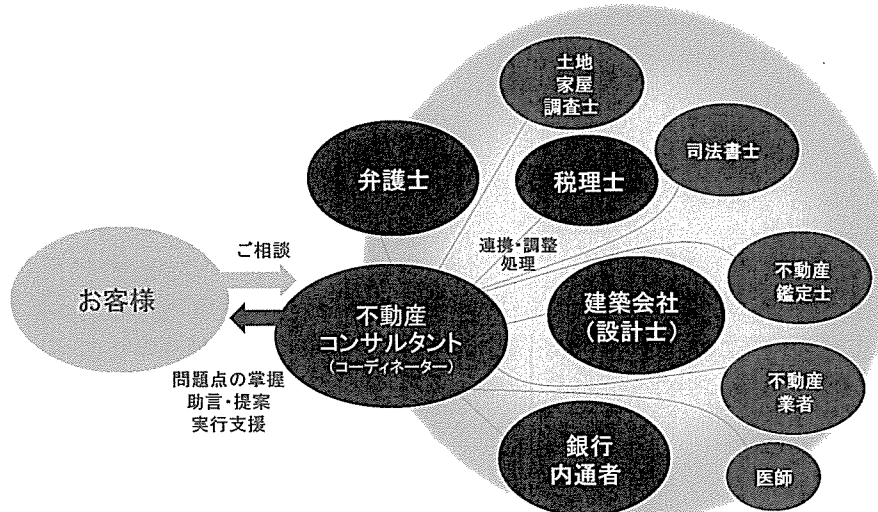 土地
家屋
調査士
司法書士
弁護士
税理士
ご相談
連携・調整
処理
お客様
不動産
コンサルタント
(コーディネーター)
建築会社
(設計士)
不動産
鑑定士
問題点の掌握
助言・提案
実行支援
不動産
業者
銀行
内通者
医師